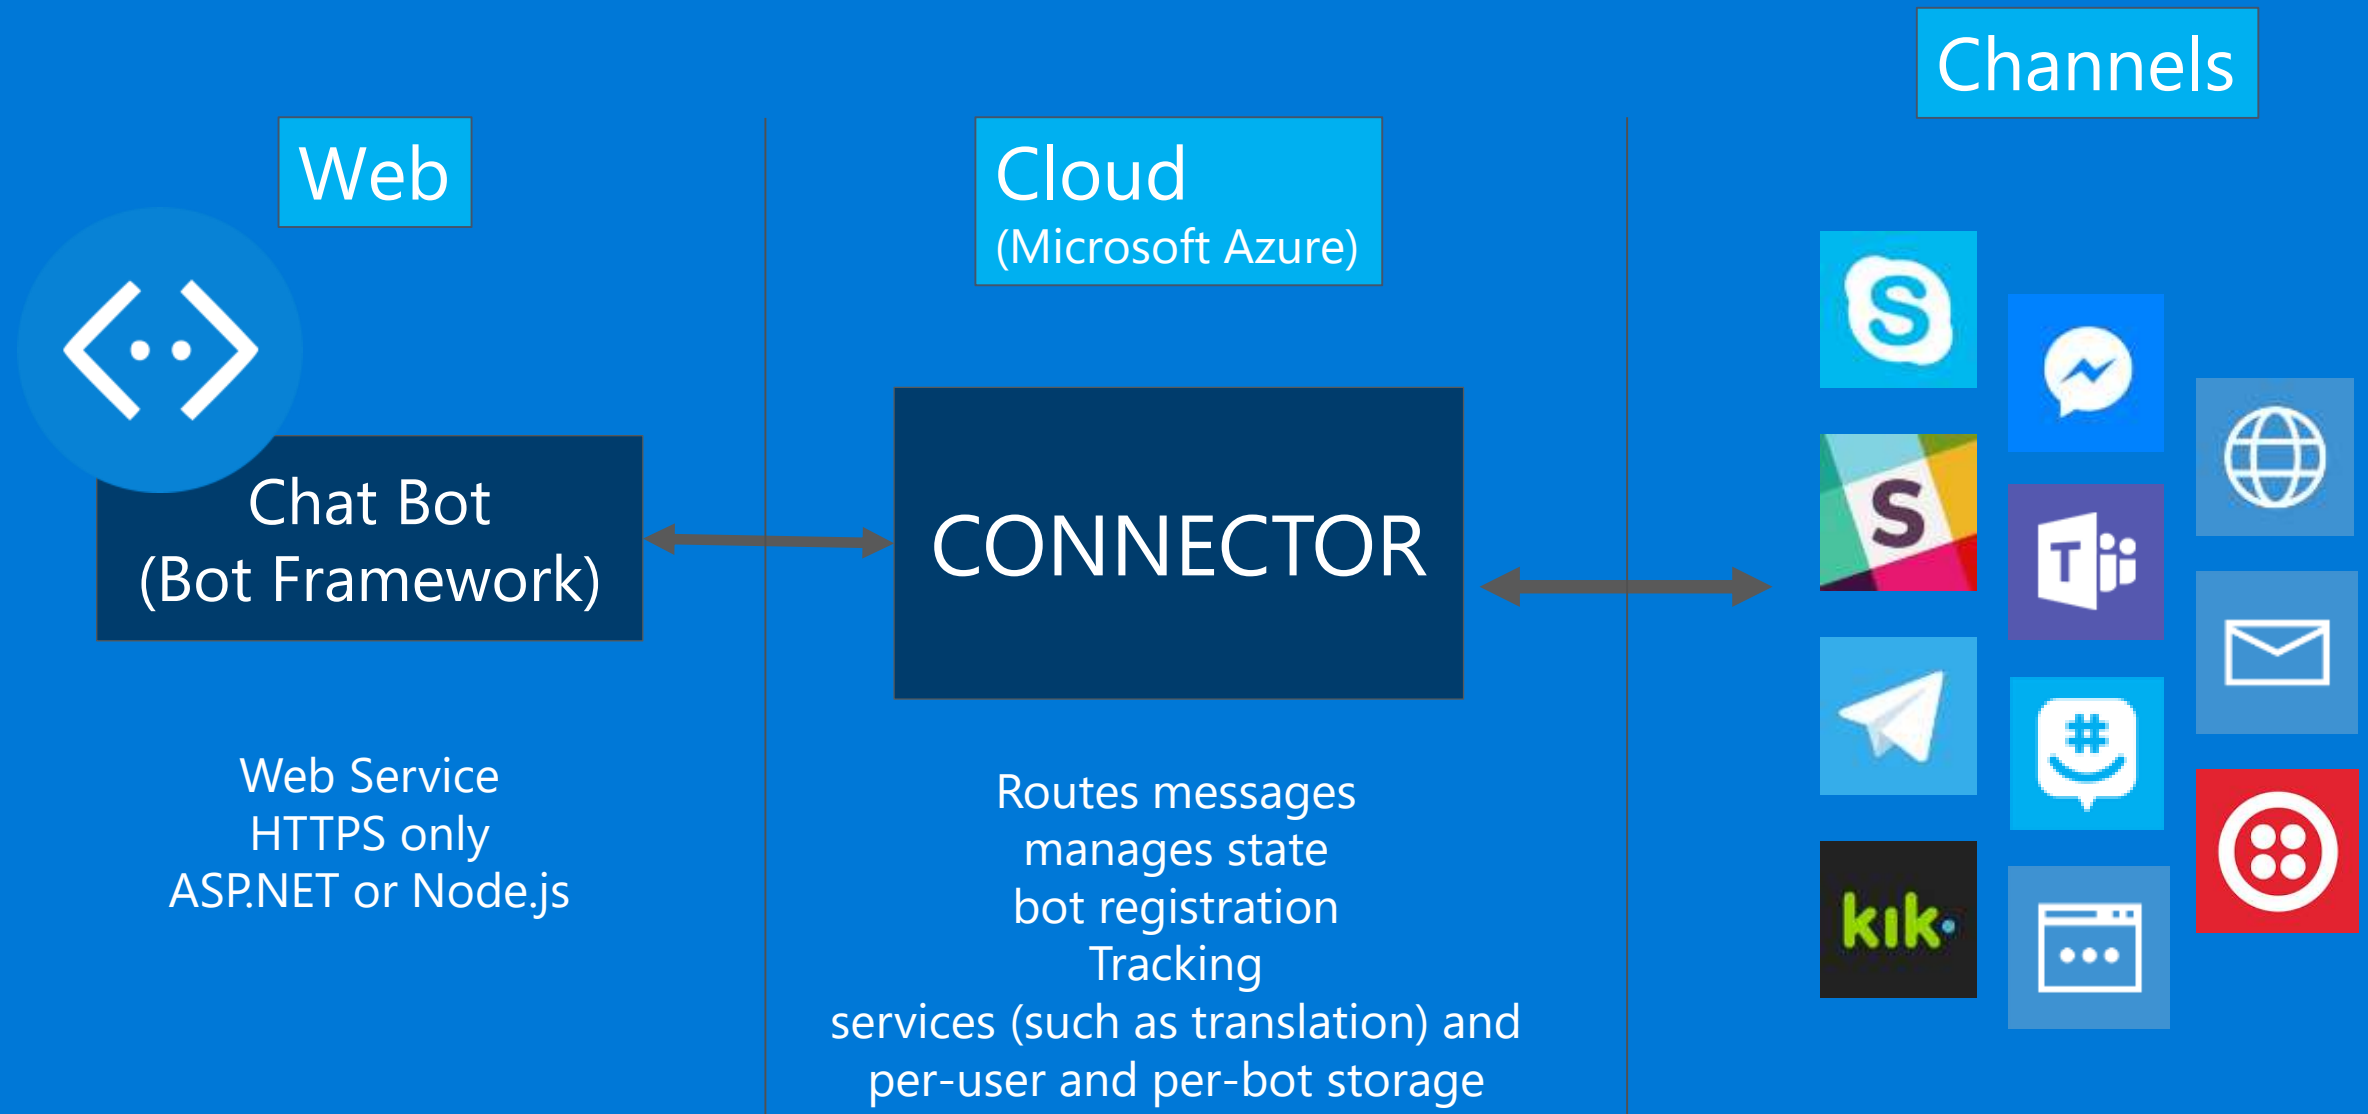 Channels
Web
Cloud
(Microsoft Azure)
Chat Bot
(Bot Framework)
CONNECTOR
Web Service
HTTPS only
ASP.NET or Node.js
Routes messages
manages state
bot registration
Tracking
services (such as translation) and
per-user and per-bot storage
S
S
T
#
kik